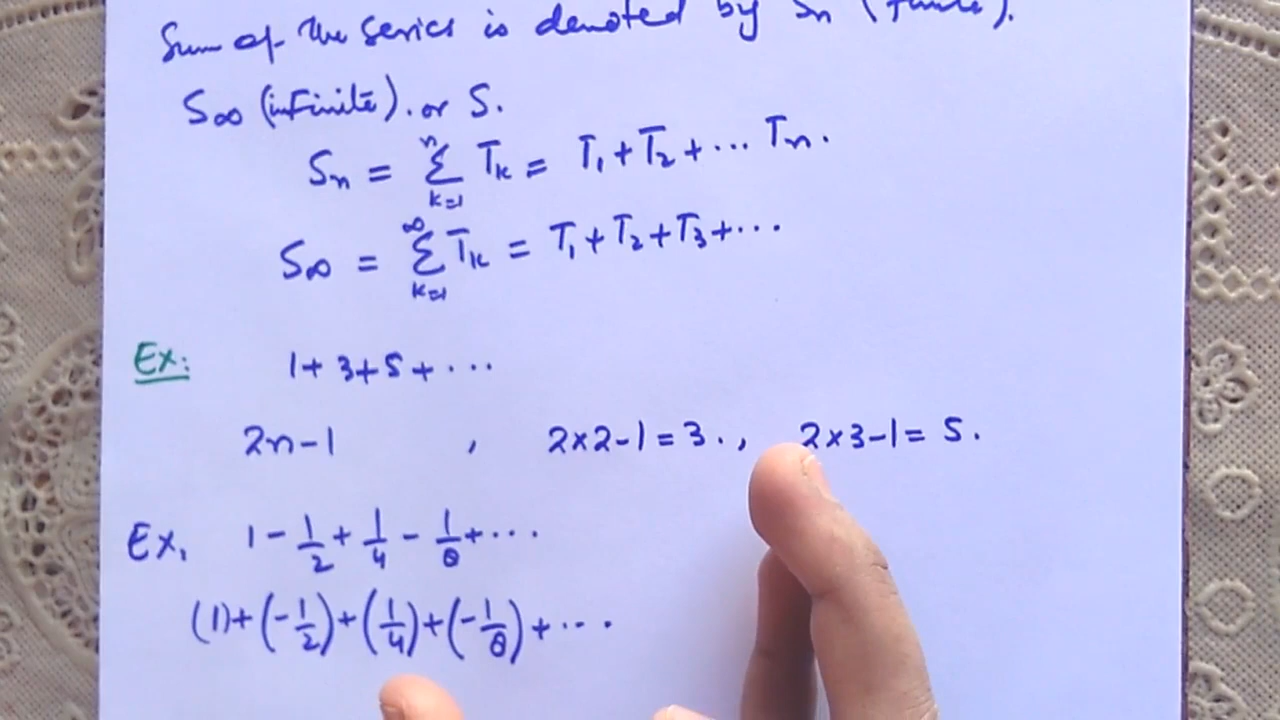 Sum of the series is denoted by Sn (finite).
S∞ (infinite). or S.
Sn = n Σ k=1 Tk = T1 + T2 + ... Tn.
S∞ = ∞ Σ k=1 Tk = T1 + T2 + T3 + ...
Ex: 1 + 3 + 5 + ...
2n - 1 , 2×2-1 = 3. , 2×3-1 = 5.
Ex. 1 - 1/2 + 1/4 - 1/8 + ...
(1) + (-1/2) + (1/4) + (-1/8) + ...